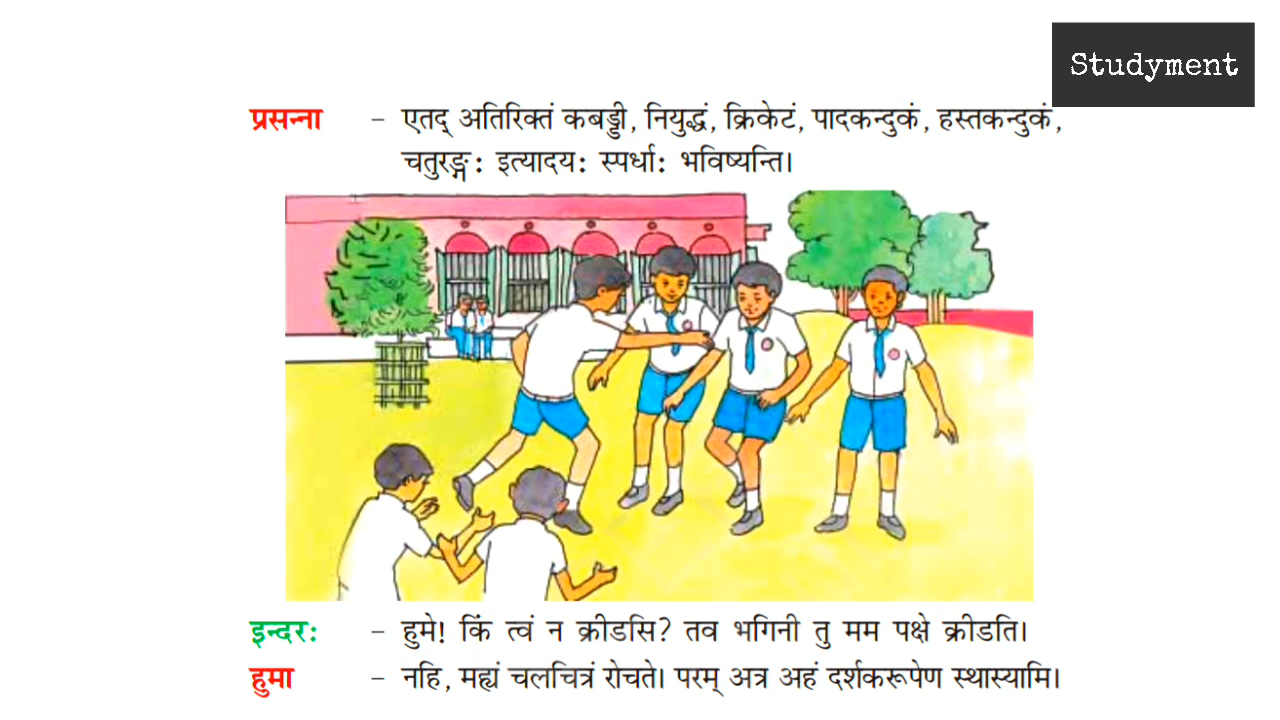 Studyment
प्रसन्ना – एतद् अतिरिक्तं कबड्डी, नियुद्धं, क्रिकेटं, पादकन्दुकं, हस्तकन्दुकं,
चतुरङ्गः इत्यादयः स्पर्धाः भविष्यन्ति।
इन्दरः – हुमे! किं त्वं न क्रीडसि? तव भगिनी तु मम पक्षे क्रीडति।
हुमा – नहि, मह्यं चलचित्रं रोचते। परम् अत्र अहं दर्शकरूपेण स्थास्यामि।